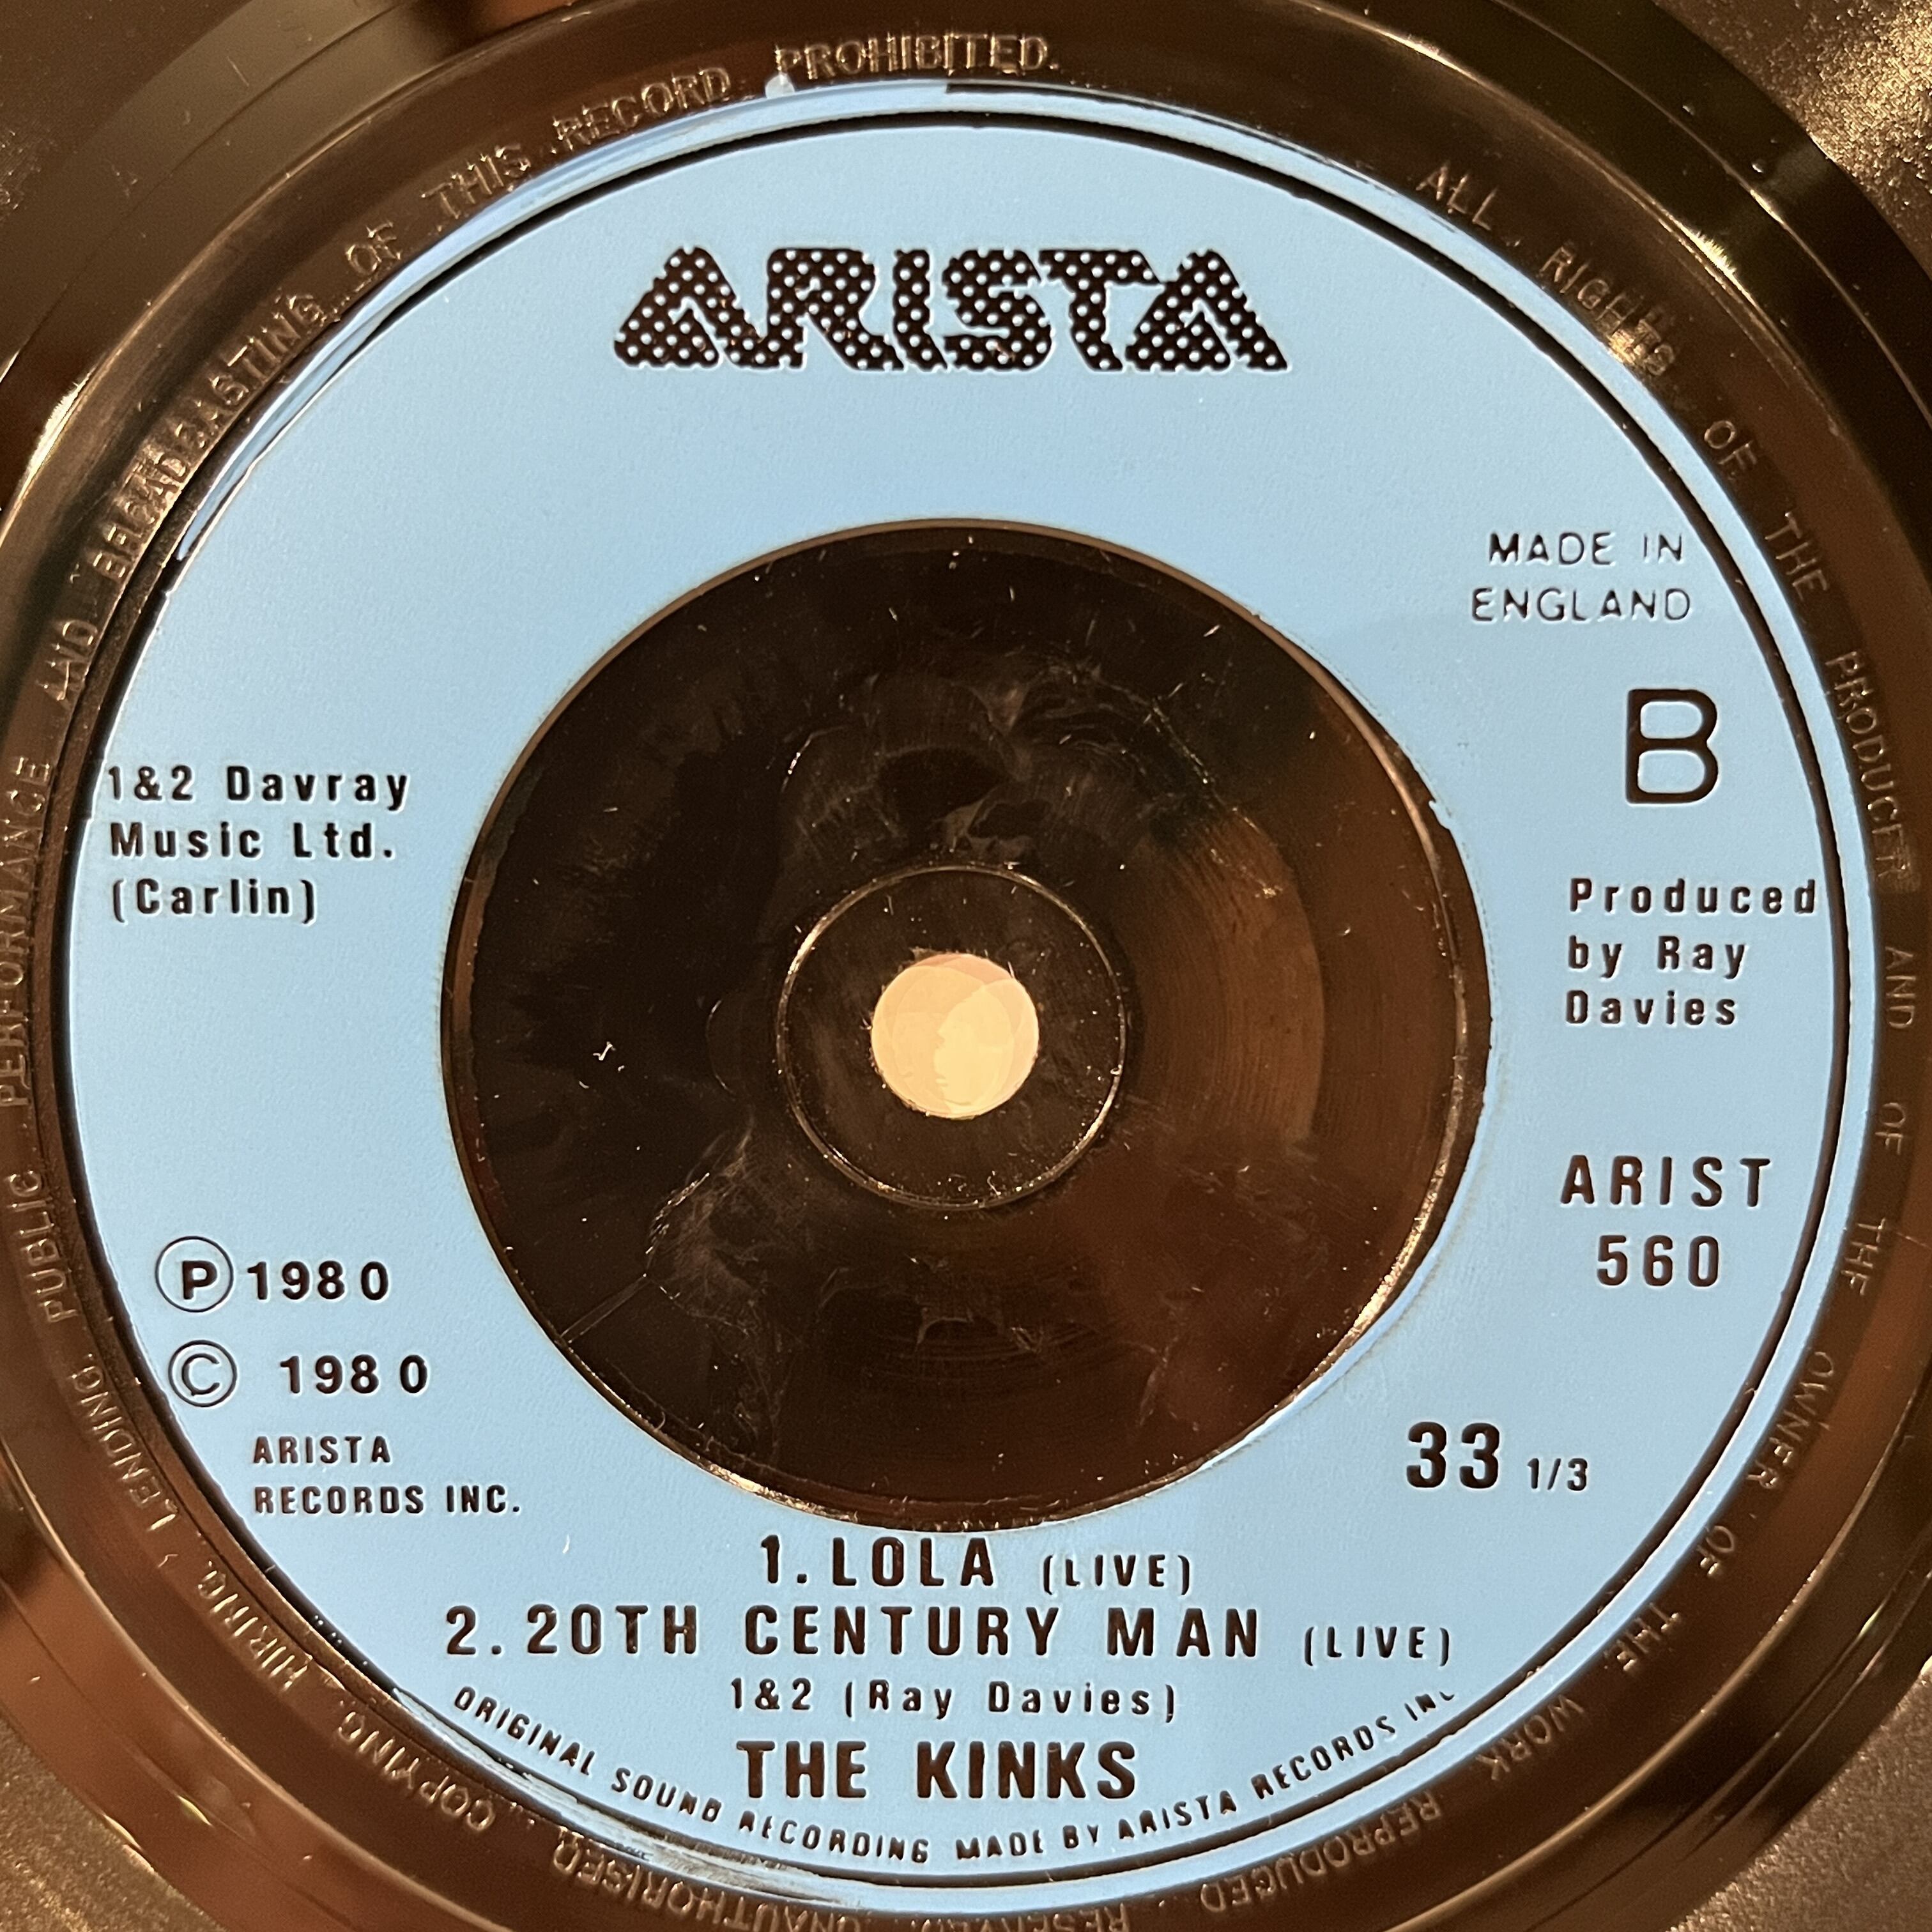 ALL RIGHTS OF THE PRODUCER AND OF THE OWNER OF THE WORK REPRODUCED RESERVED. UNAUTHORISED COPYING, HIRING, LENDING, PUBLIC PERFORMANCE AND BROADCASTING OF THIS RECORD PROHIBITED.
ARISTA
MADE IN
ENGLAND
B
1&2 Davray
Music Ltd.
(Carlin)
Produced
by Ray
Davies
ARIST
560
Ⓟ1980
© 1980
ARISTA
RECORDS INC.
33 1/3
1. LOLA (LIVE)
2. 20TH CENTURY MAN (LIVE)
1&2 (Ray Davies)
THE KINKS
ORIGINAL SOUND RECORDING MADE BY ARISTA RECORDS INC